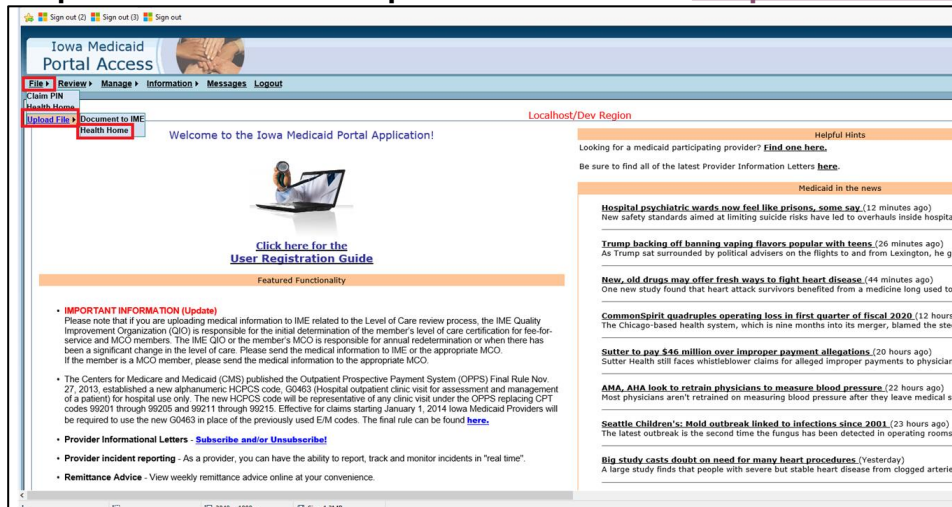 Sign out (2) Sign out (3) Sign out
Iowa Medicaid
Portal Access
File Review Manage Information Messages Logout
Claim PIN
Health Home
Upload File Document to IME
Health Home
Localhost/Dev Region
Welcome to the Iowa Medicaid Portal Application!
Click here for the
User Registration Guide
Featured Functionality
• IMPORTANT INFORMATION (Update)
Please note that if you are uploading medical information to IME related to the Level of Care review process, the IME Quality
Improvement Organization (QIO) is responsible for the initial determination of the member's level of care certification for fee-for-
service and MCO members. The IME QIO or the member's MCO is responsible for annual redetermination or when there has
been a significant change in the level of care. Please send the medical information to IME or the appropriate MCO.
If the member is a MCO member, please send the medical information to the appropriate MCO.
• The Centers for Medicare and Medicaid (CMS) published the Outpatient Prospective Payment System (OPPS) Final Rule Nov.
27, 2013, established a new alphanumeric HCPCS code, G0463 (Hospital outpatient clinic visit for assessment and management
of a patient) for hospital use only. The new HCPCS code will be representative of any clinic visit under the OPPS replacing CPT
codes 99201 through 99205 and 99211 through 99215. Effective for claims starting January 1, 2014 Iowa Medicaid Providers will
be required to use the new G0463 in place of the previously used E/M codes. The final rule can be found here.
• Provider Informational Letters - Subscribe and/or Unsubscribe!
• Provider incident reporting - As a provider, you can have the ability to report, track and monitor incidents in "real time".
• Remittance Advice - View weekly remittance advice online at your convenience.
Helpful Hints
Looking for a medicaid participating provider? Find one here.
Be sure to find all of the latest Provider Information Letters here.
Medicaid in the news
Hospital psychiatric wards now feel like prisons, some say (12 minutes ago)
New safety standards aimed at limiting suicide risks have led to overhauls inside hospita
Trump backing off banning vaping flavors popular with teens (26 minutes ago)
As Trump sat surrounded by political advisers on the flights to and from Lexington, he g
New, old drugs may offer fresh ways to fight heart disease (44 minutes ago)
One new study found that heart attack survivors benefited from a medicine long used to
CommonSpirit quadruples operating loss in first quarter of fiscal 2020 (12 hours
The Chicago-based health system, which is nine months into its merger, blamed the stee
Sutter to pay $46 million over improper payment allegations (20 hours ago)
Sutter Health still faces whistleblower claims for alleged improper payments to physician
AMA, AHA look to retrain physicians to measure blood pressure (22 hours ago)
Most physicians aren't retrained on measuring blood pressure after they leave medical s
Seattle Children's: Mold outbreak linked to infections since 2001 (23 hours ago)
The latest outbreak is the second time the fungus has been detected in operating rooms
Big study casts doubt on need for many heart procedures (Yesterday)
A large study finds that people with severe but stable heart disease from clogged arterie